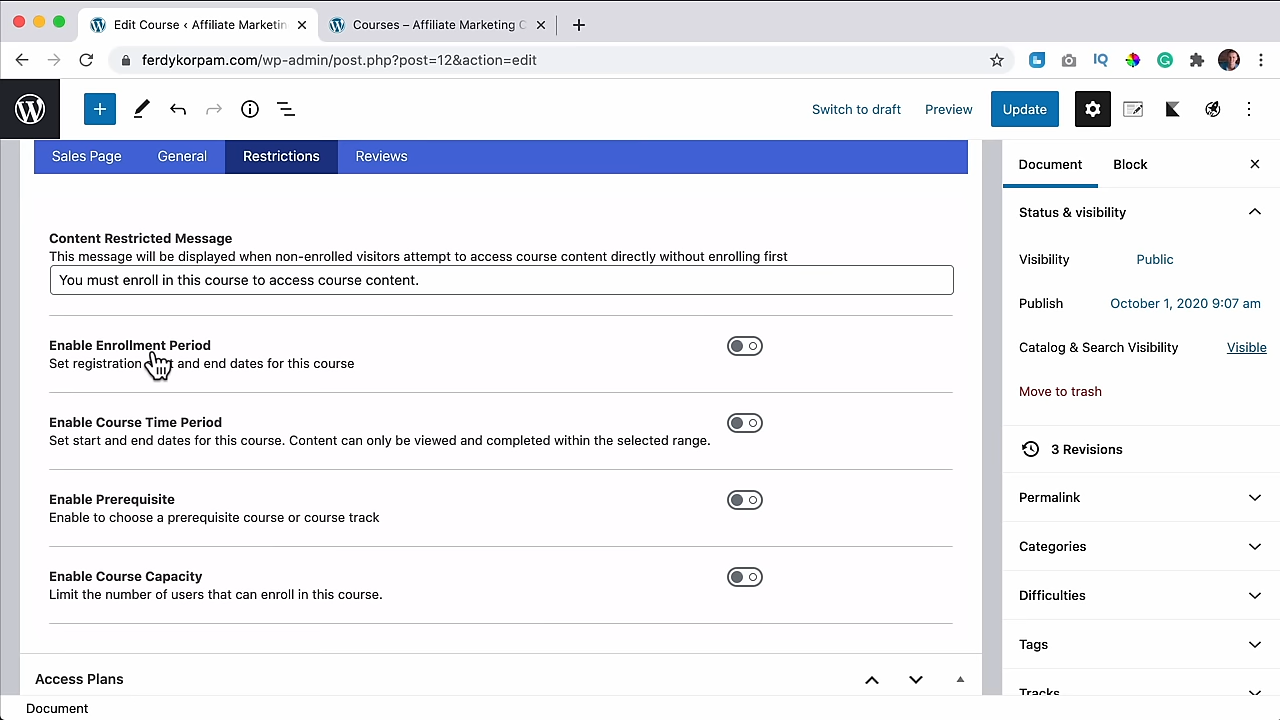 Edit Course ‹ Affiliate Marketin
Courses – Affiliate Marketing C
ferdykorpam.com/wp-admin/post.php?post=12&action=edit
IQ
Switch to draft
Preview
Update
Sales Page
General
Restrictions
Reviews
Content Restricted Message
This message will be displayed when non-enrolled visitors attempt to access course content directly without enrolling first
You must enroll in this course to access course content.
Enable Enrollment Period
Set registration and end dates for this course
Enable Course Time Period
Set start and end dates for this course. Content can only be viewed and completed within the selected range.
Enable Prerequisite
Enable to choose a prerequisite course or course track
Enable Course Capacity
Limit the number of users that can enroll in this course.
Access Plans
Document
Document
Block
Status & visibility
Visibility
Public
Publish
October 1, 2020 9:07 am
Catalog & Search Visibility
Visible
Move to trash
3 Revisions
Permalink
Categories
Difficulties
Tags
Tracks